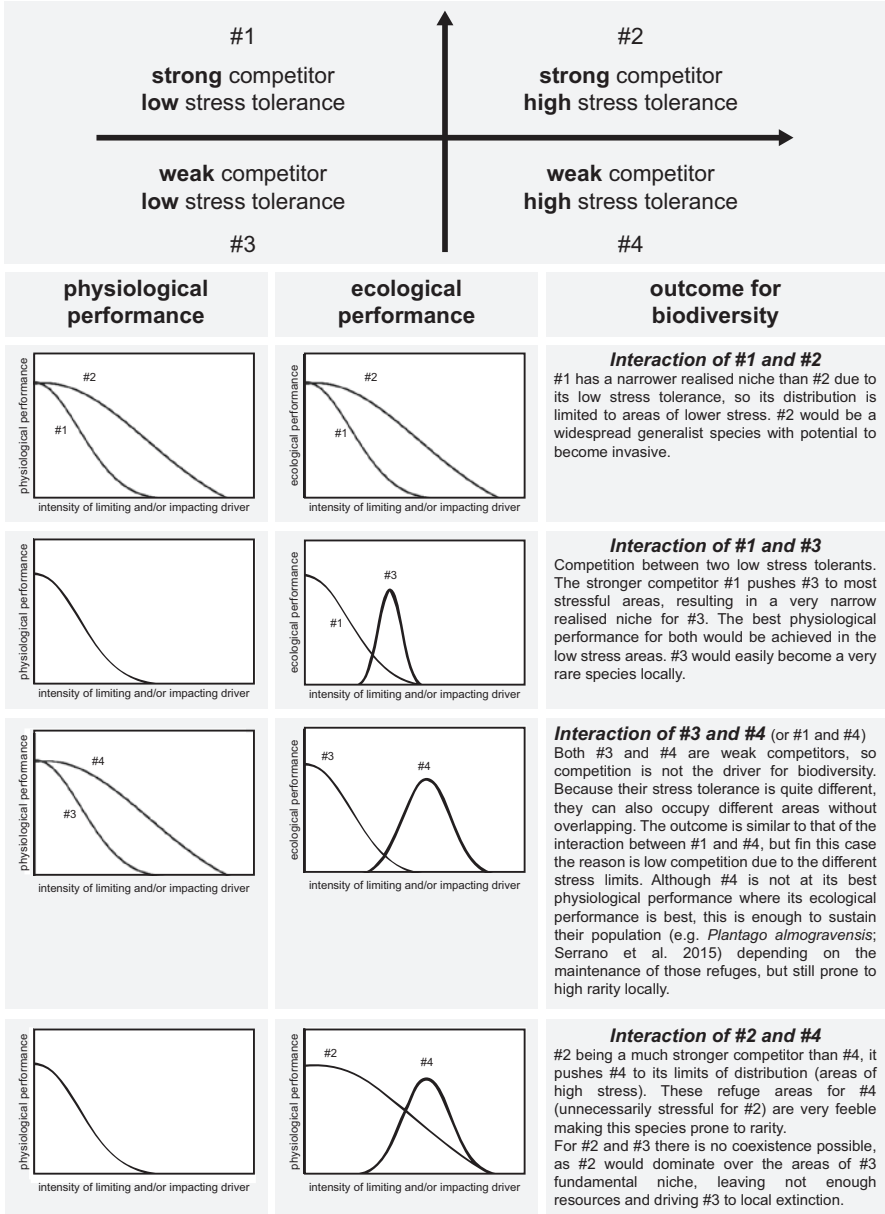 #1
#2
strong competitor
low stress tolerance
strong competitor
high stress tolerance
weak competitor
low stress tolerance
weak competitor
high stress tolerance
#3
#4
physiological
performance
ecological
performance
outcome for
biodiversity
physiological performance
#2
#1
intensity of limiting and/or impacting driver
ecological performance
#2
#1
intensity of limiting and/or impacting driver
Interaction of #1 and #2
#1 has a narrower realised niche than #2 due to
its low stress tolerance, so its distribution is
limited to areas of lower stress. #2 would be a
widespread generalist species with potential to
become invasive.
physiological performance
intensity of limiting and/or impacting driver
ecological performance
#3
#1
intensity of limiting and/or impacting driver
Interaction of #1 and #3
Competition between two low stress tolerants.
The stronger competitor #1 pushes #3 to most
stressful areas, resulting in a very narrow
realised niche for #3. The best physiological
performance for both would be achieved in the
low stress areas. #3 would easily become a very
rare species locally.
physiological performance
#4
#3
intensity of limiting and/or impacting driver
ecological performance
#3
#4
intensity of limiting and/or impacting driver
Interaction of #3 and #4 (or #1 and #4)
Both #3 and #4 are weak competitors, so
competition is not the driver for biodiversity.
Because their stress tolerance is quite different,
they can also occupy different areas without
overlapping. The outcome is similar to that of the
interaction between #1 and #4, but fin this case
the reason is low competition due to the different
stress limits. Although #4 is not at its best
physiological performance where its ecological
performance is best, this is enough to sustain
their population (e.g. Plantago almogravensis;
Serrano et al. 2015) depending on the
maintenance of those refuges, but still prone to
high rarity locally.
physiological performance
intensity of limiting and/or impacting driver
ecological performance
#2
#4
intensity of limiting and/or impacting driver
Interaction of #2 and #4
#2 being a much stronger competitor than #4, it
pushes #4 to its limits of distribution (areas of
high stress). These refuge areas for #4
(unnecessarily stressful for #2) are very feeble
making this species prone to rarity.
For #2 and #3 there is no coexistence possible,
as #2 would dominate over the areas of #3
fundamental niche, leaving not enough
resources and driving #3 to local extinction.